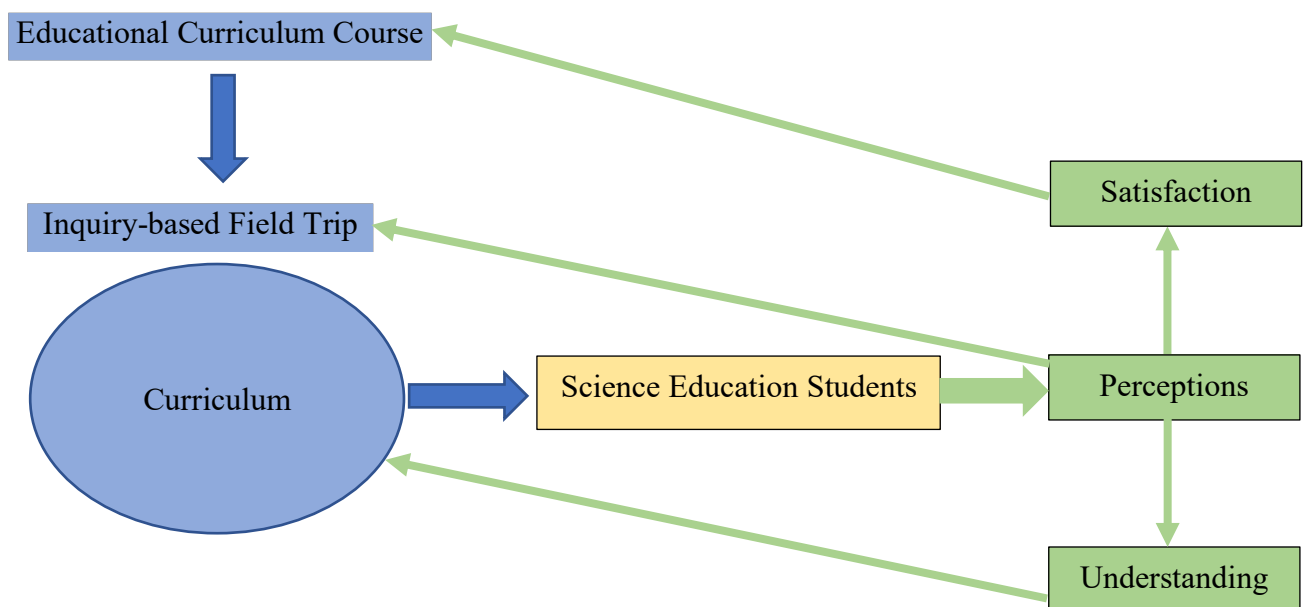 Educational Curriculum Course
Satisfaction
Inquiry-based Field Trip
Curriculum
Science Education Students
Perceptions
Understanding